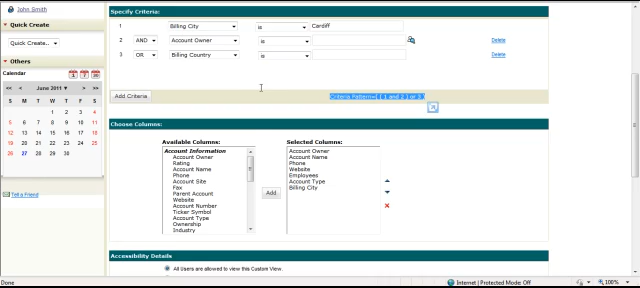 John Smith
Quick Create
Quick Create..
Others
Calendar
<< < June 2011 > >>
S M T W T F S
1 2 3 4
5 6 7 8 9 10 11
12 13 14 15 16 17 18
19 20 21 22 23 24 25
26 27 28 29 30
Tell a Friend
Specify Criteria:
1 Billing City is Cardiff
2 AND Account Owner is Delete
3 OR Billing Country is Delete
Add Criteria Criteria Pattern=( ( 1 and 2 ) or 3 )
Choose Columns:
Available Columns: Selected Columns:
Account Information
Account Owner
Rating
Account Name
Phone
Account Site
Fax
Parent Account
Website
Account Number
Ticker Symbol
Account Type
Ownership
Industry
Add
Account Owner
Account Name
Phone
Website
Employees
Account Type
Billing City
Accessibility Details
All Users are allowed to view this Custom View.
Done Internet | Protected Mode: Off 100%